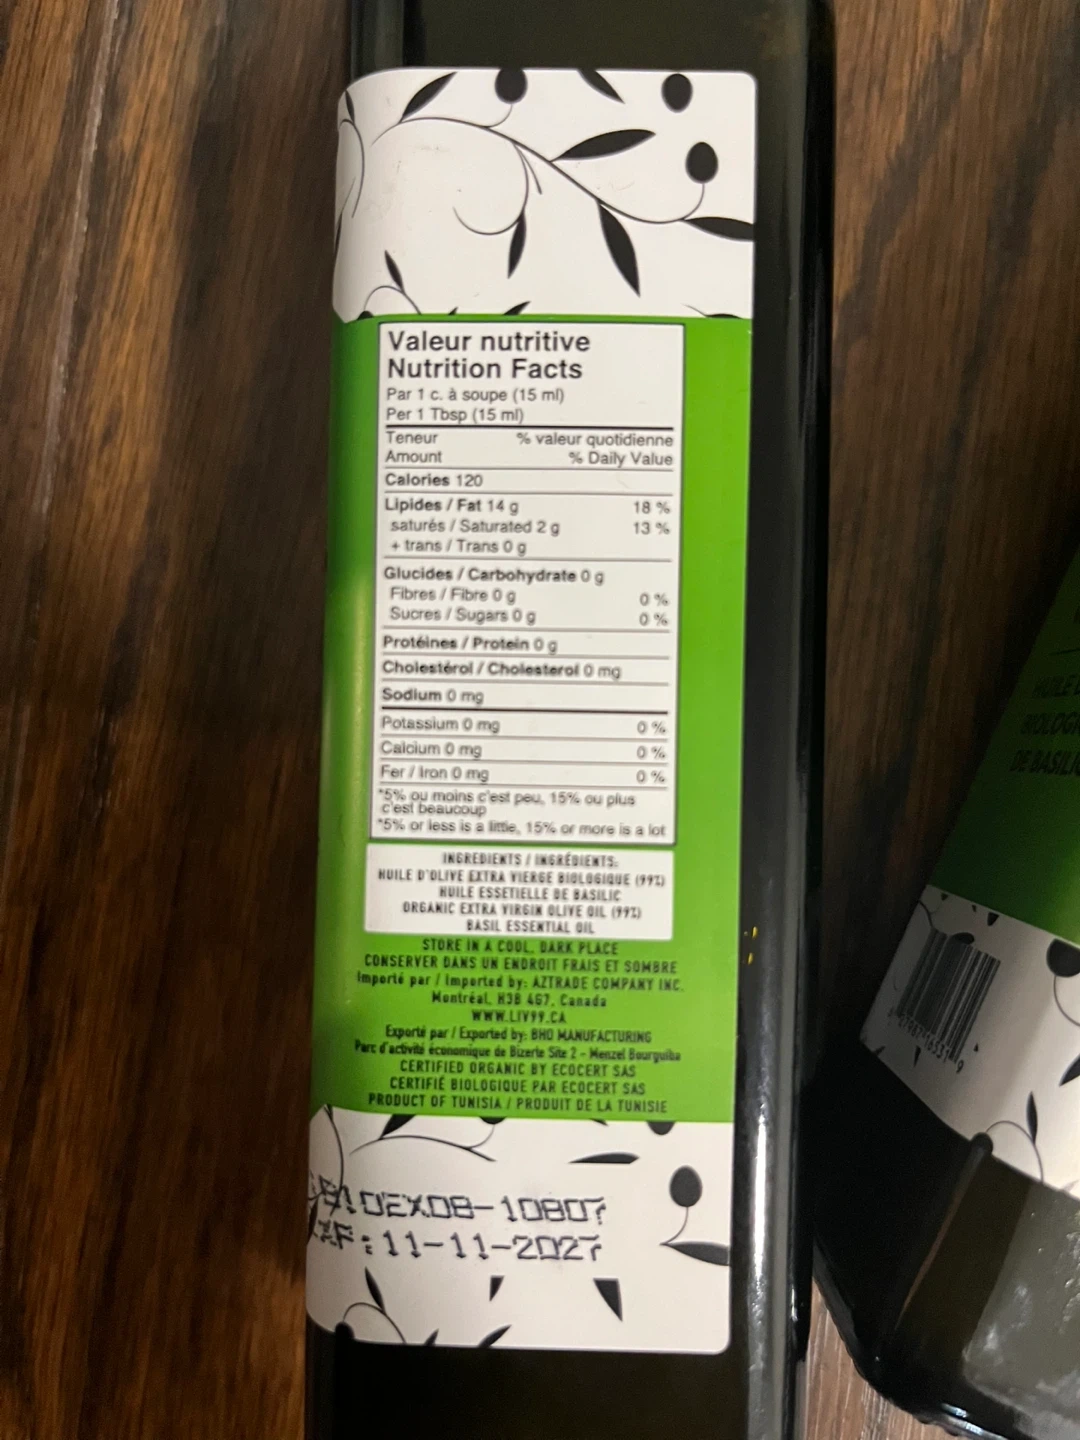 Valeur nutritive
Nutrition Facts
Par 1 c. à soupe (15 ml)
Per 1 Tbsp (15 ml)
Teneur % valeur quotidienne
Amount % Daily Value
Calories 120
Lipides / Fat 14 g 18 %
saturés / Saturated 2 g 13 %
+ trans / Trans 0 g
Glucides / Carbohydrate 0 g
Fibres / Fibre 0 g 0 %
Sucres / Sugars 0 g 0 %
Protéines / Protein 0 g
Cholestérol / Cholesterol 0 mg
Sodium 0 mg
Potassium 0 mg 0 %
Calcium 0 mg 0 %
Fer / Iron 0 mg 0 %
*5% ou moins c'est peu, 15% ou plus
c'est beaucoup
*5% or less is a little, 15% or more is a lot
INGREDIENTS / INGRÉDIENTS:
HUILE D'OLIVE EXTRA VIERGE BIOLOGIQUE (99%)
HUILE ESSETIELLE DE BASILIC
ORGANIC EXTRA VIRGIN OLIVE OIL (99%)
BASIL ESSENTIAL OIL
STORE IN A COOL, DARK PLACE
CONSERVER DANS UN ENDROIT FRAIS ET SOMBRE
Importé par / Imported by: AZTRADE COMPANY INC.
Montréal, H3B 4G7, Canada
WWW.LIV99.CA
Exporté par / Exported by: BHO MANUFACTURING
Parc d'activité économique de Bizerte Site 2 - Menzel Bourguiba
CERTIFIED ORGANIC BY ECOCERT SAS
CERTIFIÉ BIOLOGIQUE PAR ECOCERT SAS
PRODUCT OF TUNISIA / PRODUIT DE LA TUNISIE
11-11-2027